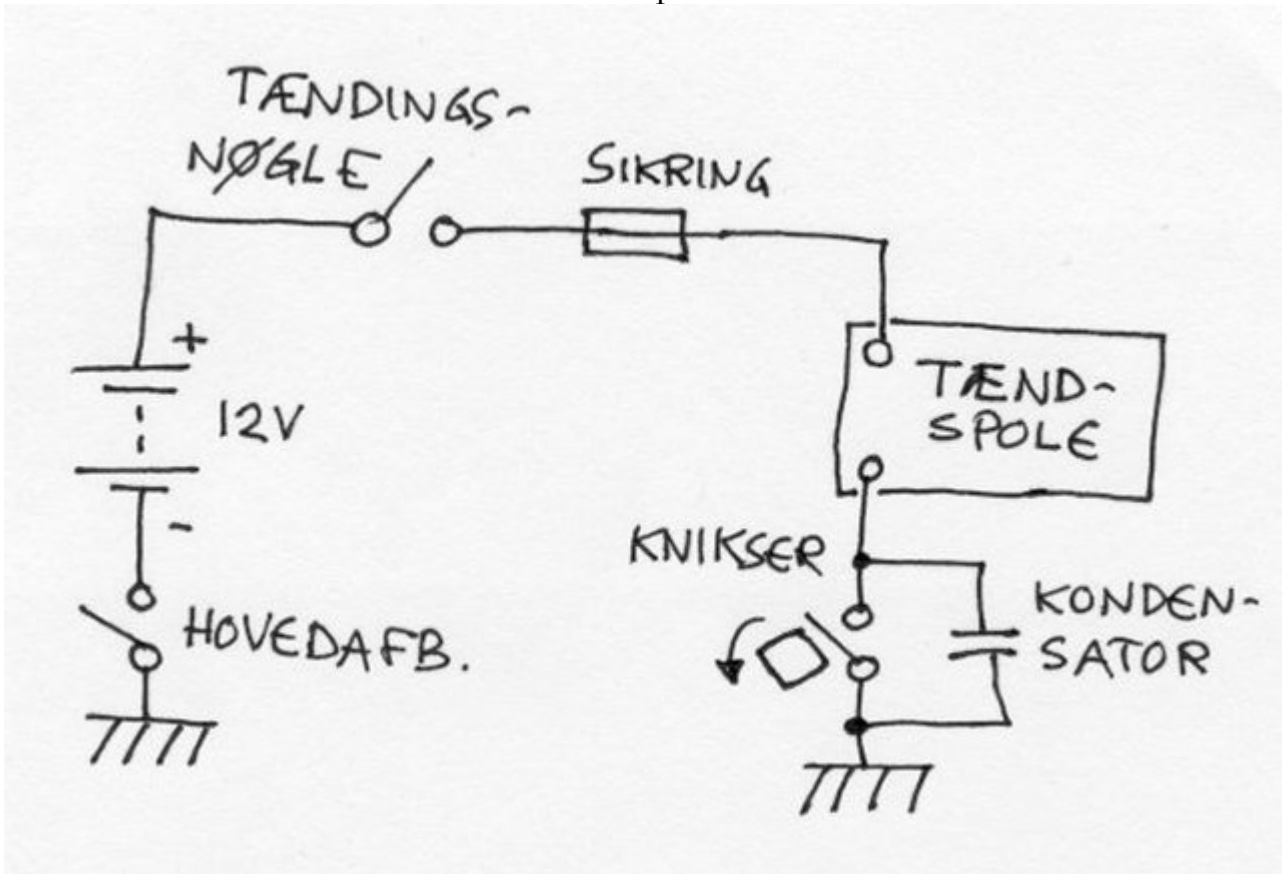 TÆNDINGS-
NØGLE
SIKRING
+
12V
-
TÆND-
SPOLE
KNIKSER
KONDEN-
SATOR
HOVEDAFB.